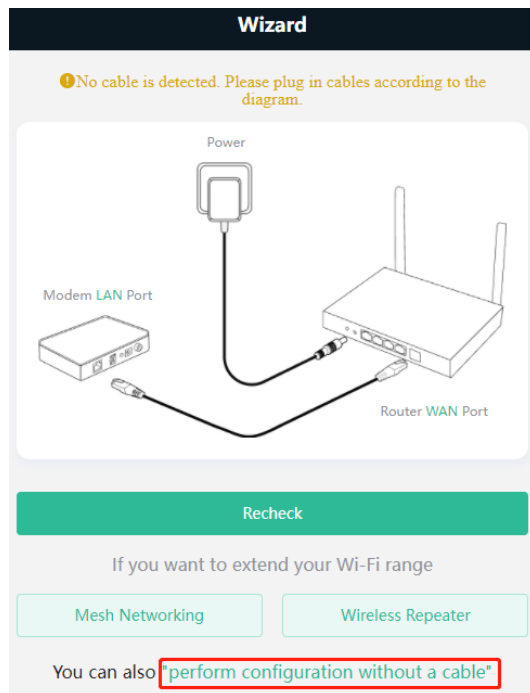 Wizard
No cable is detected. Please plug in cables according to the
diagram.
Power
Modem LAN Port
Router WAN Port
Recheck
If you want to extend your Wi-Fi range
Mesh Networking
Wireless Repeater
You can also "perform configuration without a cable"